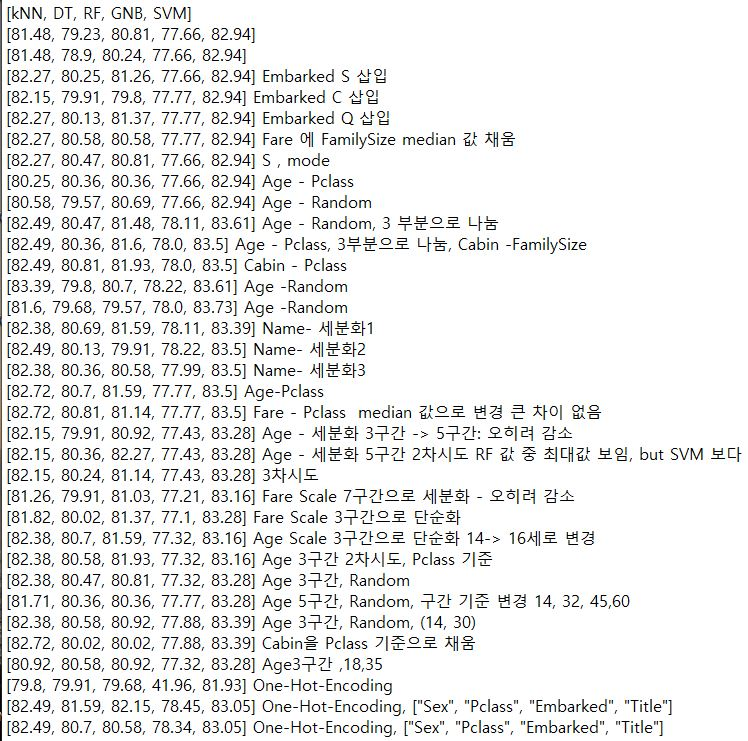 [kNN, DT, RF, GNB, SVM]
[81.48, 79.23, 80.81, 77.66, 82.94]
[81.48, 78.9, 80.24, 77.66, 82.94]
[82.27, 80.25, 81.26, 77.66, 82.94] Embarked S 삽입
[82.15, 79.91, 79.8, 77.77, 82.94] Embarked C 삽입
[82.27, 80.13, 81.37, 77.77, 82.94] Embarked Q 삽입
[82.27, 80.58, 80.58, 77.77, 82.94] Fare 에 FamilySize median 값 채움
[82.27, 80.47, 80.81, 77.66, 82.94] S , mode
[80.25, 80.36, 80.36, 77.66, 82.94] Age - Pclass
[80.58, 79.57, 80.69, 77.66, 82.94] Age - Random
[82.49, 80.47, 81.48, 78.11, 83.61] Age - Random, 3 부분으로 나눔
[82.49, 80.36, 81.6, 78.0, 83.5] Age - Pclass, 3부분으로 나눔, Cabin -FamilySize
[82.49, 80.81, 81.93, 78.0, 83.5] Cabin - Pclass
[83.39, 79.8, 80.7, 78.22, 83.61] Age -Random
[81.6, 79.68, 79.57, 78.0, 83.73] Age -Random
[82.38, 80.69, 81.59, 78.11, 83.39] Name- 세분화1
[82.49, 80.13, 79.91, 78.22, 83.5] Name- 세분화2
[82.38, 80.36, 80.58, 77.99, 83.5] Name- 세분화3
[82.72, 80.7, 81.59, 77.77, 83.5] Age-Pclass
[82.72, 80.81, 81.14, 77.77, 83.5] Fare - Pclass  median 값으로 변경 큰 차이 없음
[82.15, 79.91, 80.92, 77.43, 83.28] Age - 세분화 3구간 -> 5구간: 오히려 감소
[82.15, 80.36, 82.27, 77.43, 83.28] Age - 세분화 5구간 2차시도 RF 값 중 최대값 보임, but SVM 보다
[82.15, 80.24, 81.14, 77.43, 83.28] 3차시도
[81.26, 79.91, 81.03, 77.21, 83.16] Fare Scale 7구간으로 세분화 - 오히려 감소
[81.82, 80.02, 81.37, 77.1, 83.28] Fare Scale 3구간으로 단순화
[82.38, 80.7, 81.59, 77.32, 83.16] Age Scale 3구간으로 단순화 14-> 16세로 변경
[82.38, 80.58, 81.93, 77.32, 83.16] Age 3구간 2차시도, Pclass 기준
[82.38, 80.47, 80.81, 77.32, 83.28] Age 3구간, Random
[81.71, 80.36, 80.36, 77.77, 83.28] Age 5구간, Random, 구간 기준 변경 14, 32, 45,60
[82.38, 80.58, 80.92, 77.88, 83.39] Age 3구간, Random, (14, 30)
[82.72, 80.02, 80.02, 77.88, 83.39] Cabin을 Pclass 기준으로 채움
[80.92, 80.58, 80.92, 77.32, 83.28] Age3구간 ,18,35
[79.8, 79.91, 79.68, 41.96, 81.93] One-Hot-Encoding
[82.49, 81.59, 82.15, 78.45, 83.05] One-Hot-Encoding, ["Sex", "Pclass", "Embarked", "Title"]
[82.49, 80.7, 80.58, 78.34, 83.05] One-Hot-Encoding, ["Sex", "Pclass", "Embarked", "Title"]